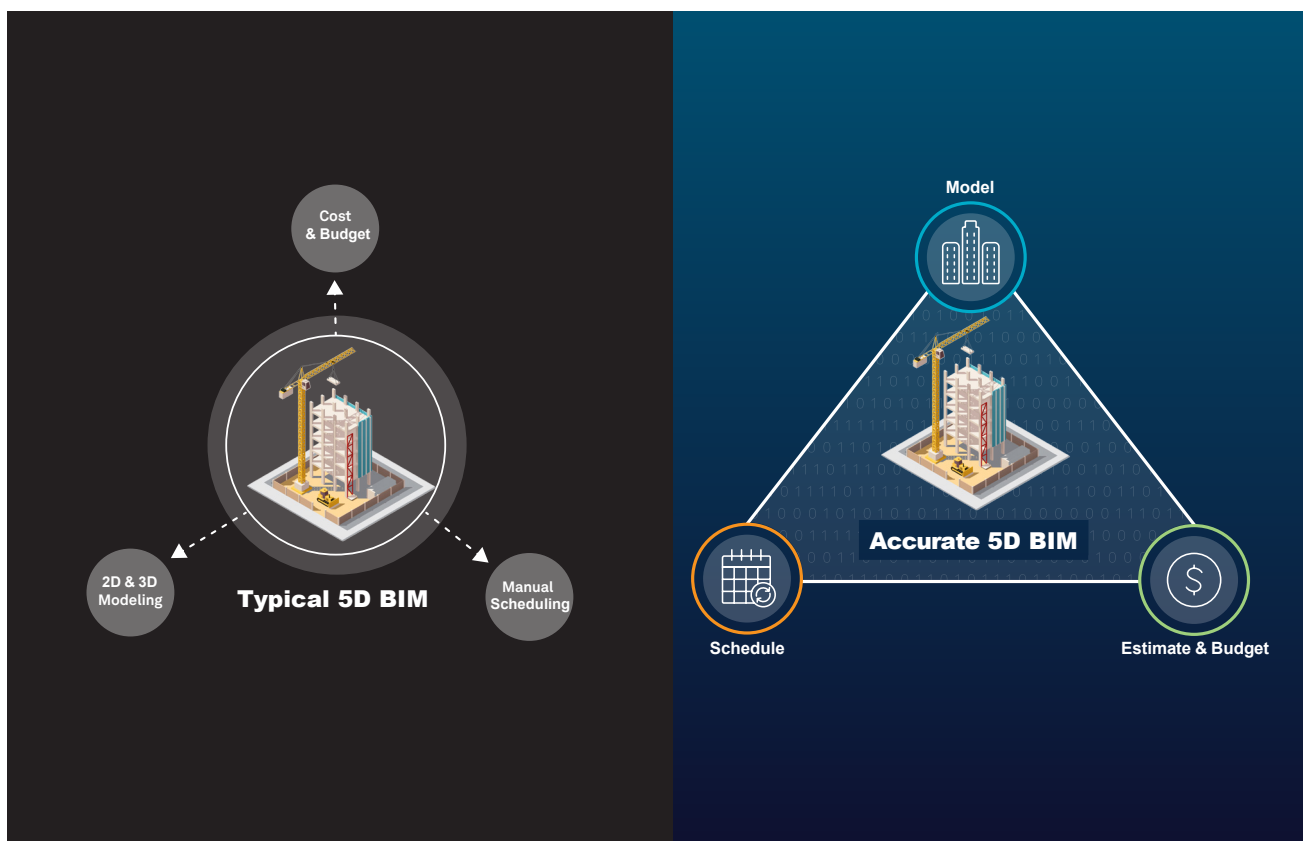 Cost
& Budget
2D & 3D
Modeling
Manual
Scheduling
Typical 5D BIM
Model
Accurate 5D BIM
Schedule
Estimate & Budget